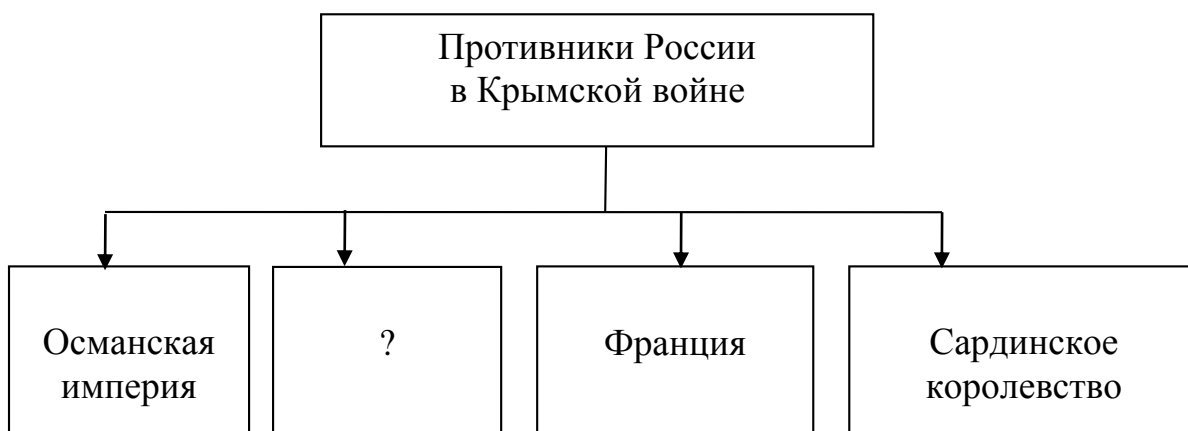 Противники России
в Крымской войне
Османская
империя
?
Франция
Сардинское
королевство